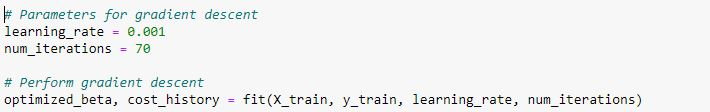 # Parameters for gradient descent
learning_rate = 0.001
num_iterations = 70
# Perform gradient descent
optimized_beta, cost_history = fit(X_train, y_train, learning_rate, num_iterations)